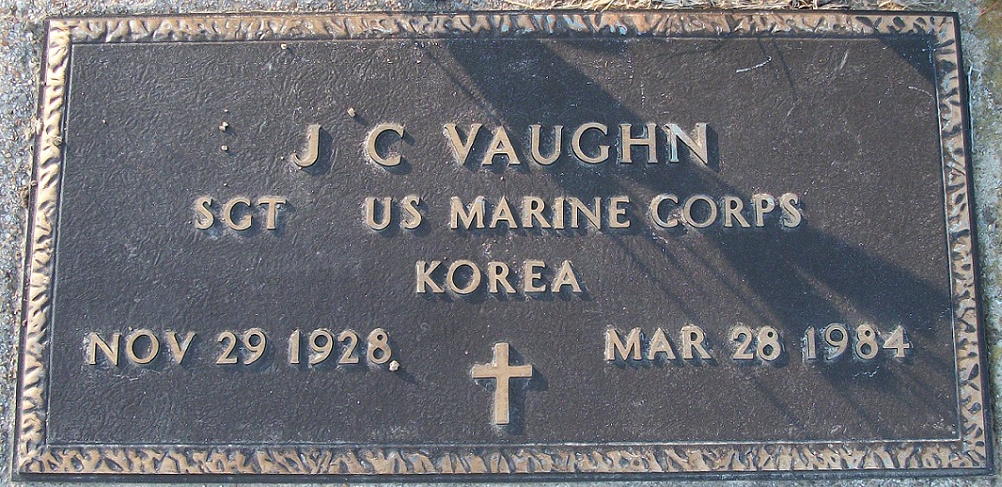 J C VAUGHN
SGT US MARINE CORPS
KOREA
NOV 29 1928 MAR 28 1984